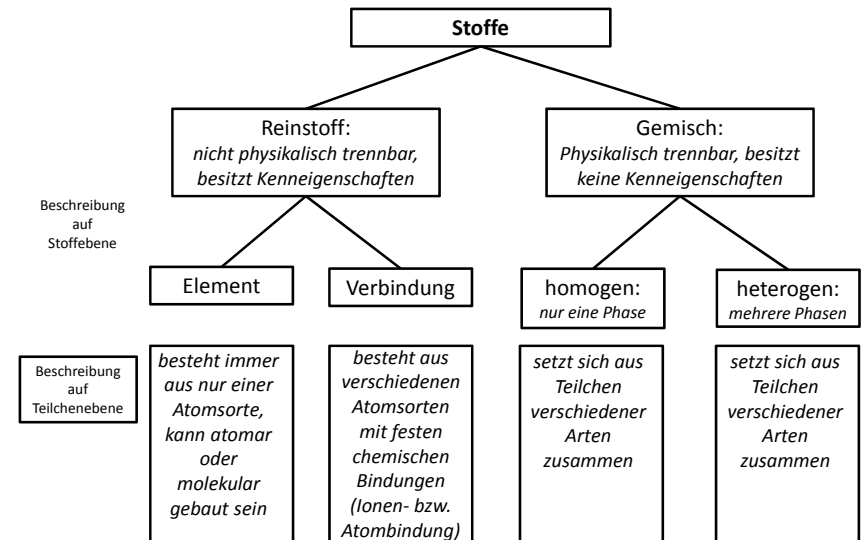 Stoffe
Reinstoff:
nicht physikalisch trennbar,
besitzt Kenneigenschaften
Gemisch:
Physikalisch trennbar, besitzt
keine Kenneigenschaften
Beschreibung
auf
Stoffebene
Element
Verbindung
homogen:
nur eine Phase
heterogen:
mehrere Phasen
Beschreibung
auf
Teilchenebene
besteht immer
aus nur einer
Atomsorte,
kann atomar
oder
molekular
gebaut sein
besteht aus
verschiedenen
Atomsorten
mit festen
chemischen
Bindungen
(Ionen- bzw.
Atombindung)
setzt sich aus
Teilchen
verschiedener
Arten
zusammen
setzt sich aus
Teilchen
verschiedener
Arten
zusammen